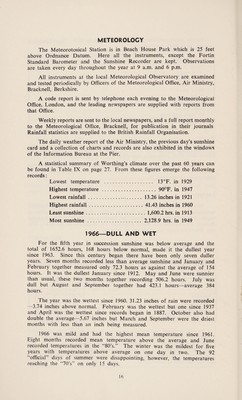 METEOROLOGY
The Meteorological Station is in Beach House Park which is 25 feet
above Ordnance Datum. Here all the instruments, except the Fortin
Standard Barometer and the Sunshine Recorder are kept. Observations
are taken every day throughout the year at 9 a.m. and 6 p.m.
All instruments at the local Meteorological Observatory are examined
and tested periodically by Officers of the Meteorological Office, Air Ministry,
Bracknell, Berkshire.
A code report is sent by telephone each evening to the Meteorological
Office, London, and the leading newspapers are supplied with reports from
that Office.
Weekly reports are sent to the local newspapers, and a full report monthly
to the Meteorological Office, Bracknell, for publication in their journals
Rainfall statistics are supplied to the British Rainfall Organisation.
The daily weather report of the Air Ministry, the previous day's sunshine
card and a collection of charts and records are also exhibited in the windows
of the Information Bureau at the Pier.
A statistical summary of Worthing's climate over the past 60 years can
be found in Table IX on page 27. From these figures emerge the following
records:
Lowest temperature .................... 13°F. in 1929
Highest temperature .................... 90°F. in 1947
Lowest rainfall .................... 13.26 inches in 1921
Highest rainfall .................... 41.43 inches in 1960
Least sunshine .................... 1,600.2 hrs. in 1913
Most sunshine .................... 2,128.9 hrs. in 1949
1966—DULL AND WET
For the fifth year in succession sunshine was below average and the
total of 1652.6 hours, 168 hours below normal, made it the dullest year
since 1963. Since this century began there have been only seven duller
years. Seven months recorded less than average sunshine and January and
February together measured only 72.3 hours as against the average of 154
hours. It was the dullest January since 1912. May and June were sunnier
than usual, these two months together recording 506.2 hours. July was
dull but August and September together had 423.1 hours—average 384
hours.
The year was the wettest since 1960. 31.23 inches of rain were recorded
—3.74 inches above normal. February was the wettest but one since 1937
and April was the wettest since records began in 1887. October also had
double the average—5.67 inches but March and September were the driest
months with less than an inch being measured.
1966 was mild and had the highest mean temperature since 1961.
Eight months recorded mean temperature above the average and June
recorded temperatures in the "80's." The winter was the mildest for five
years with temperatures above average on one day in two. The 92
"official" days of summer were disappointing, however, the temperatures
reaching the "70's" on only 15 days.
10